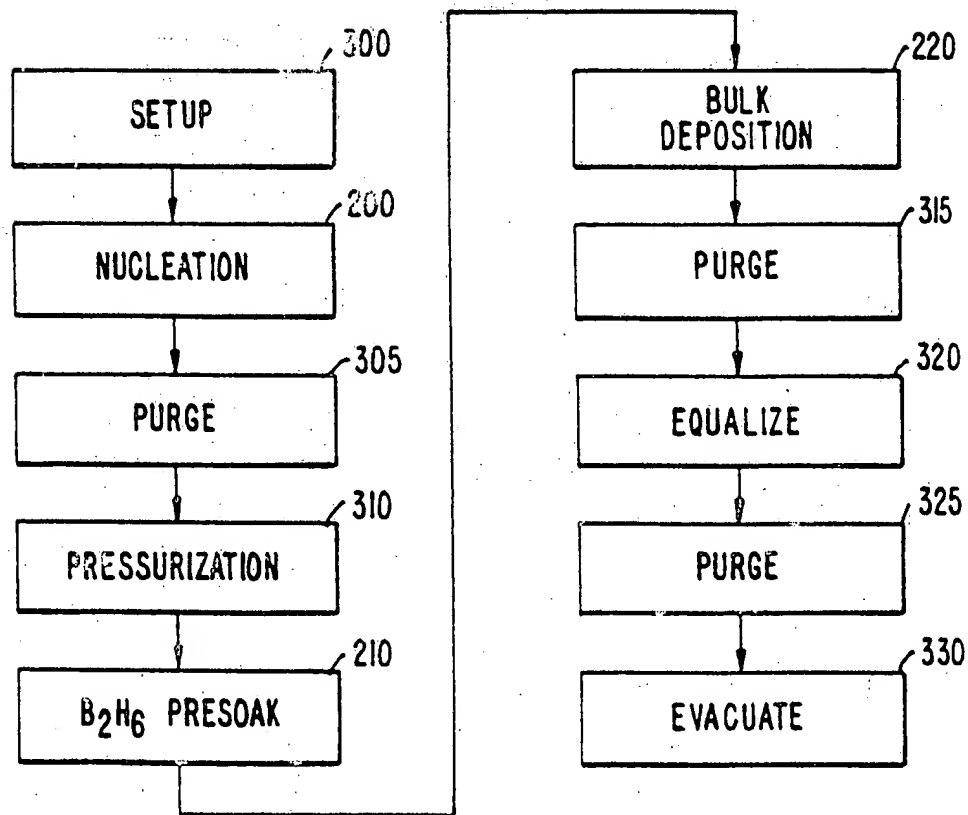 300
SETUP
200
NUCLEATION
305
PURGE
310
PRESSURIZATION
210
B₂H₆ PRESOAK
220
BULK
DEPOSITION
315
PURGE
320
EQUALIZE
325
PURGE
330
EVACUATE